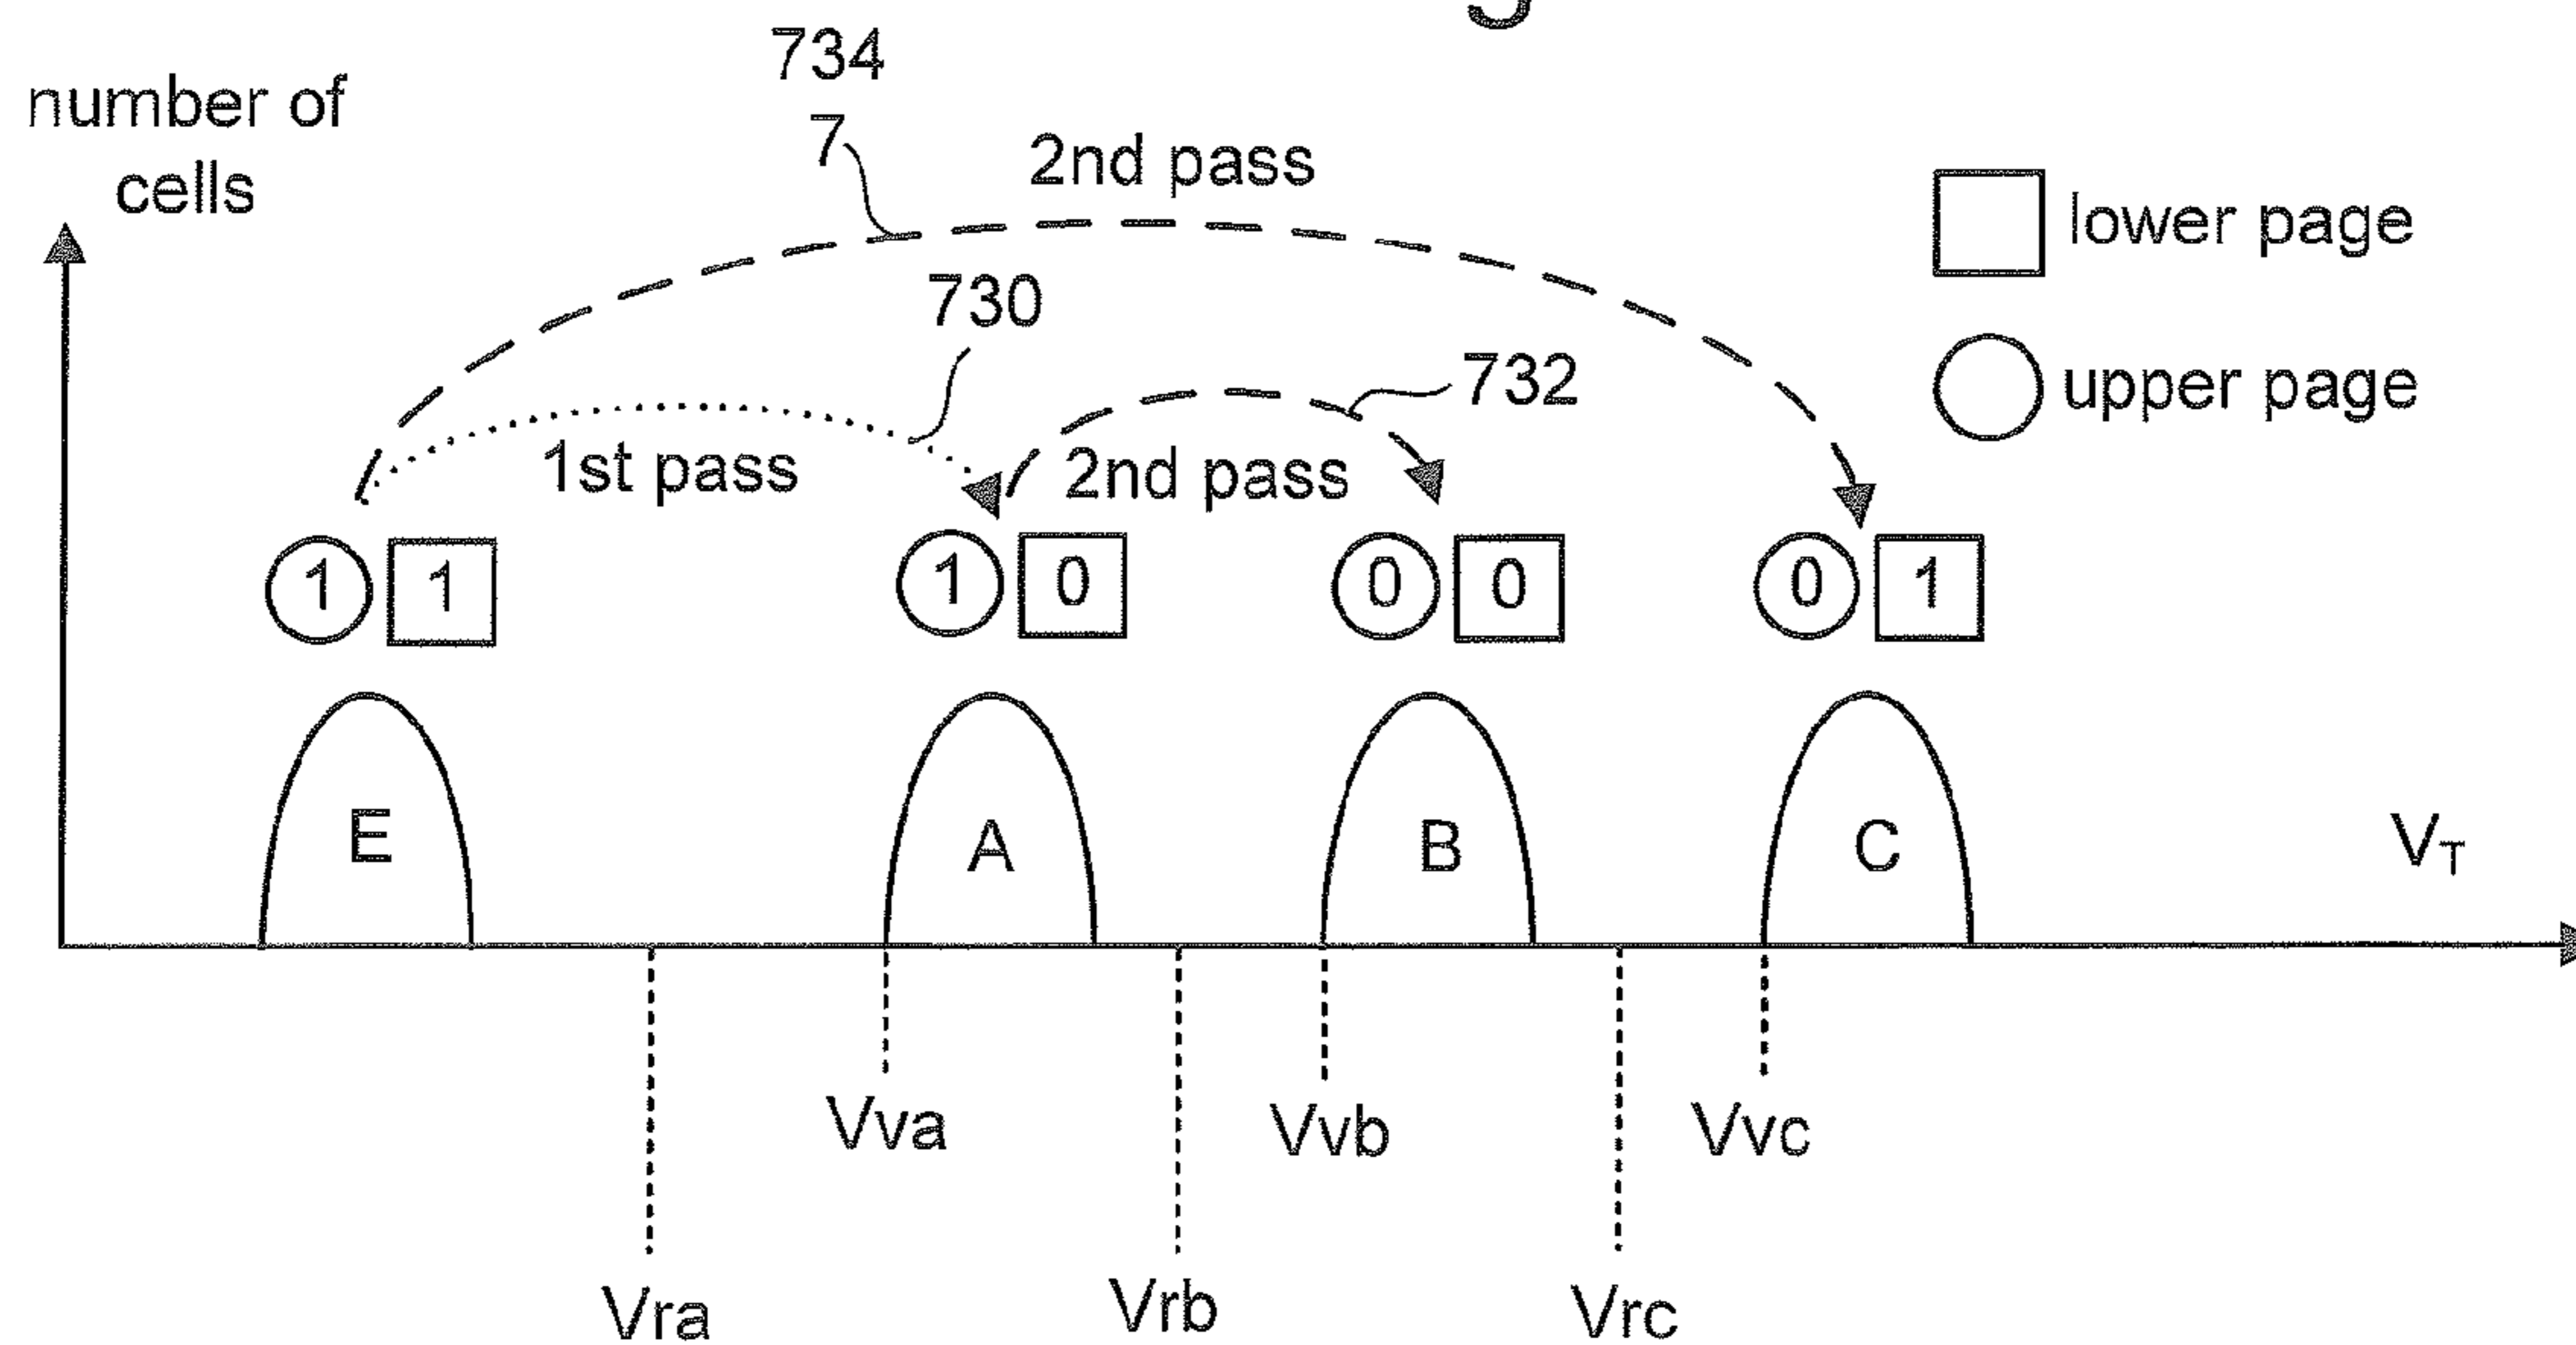 734
number of
cells
7
2nd pass
lower page
730
upper page
732
1st pass
2nd pass
1 1
1 0
0 0
0 1
E
A
B
C
VT
Vva
Vvb
Vvc
Vra
Vrb
Vrc